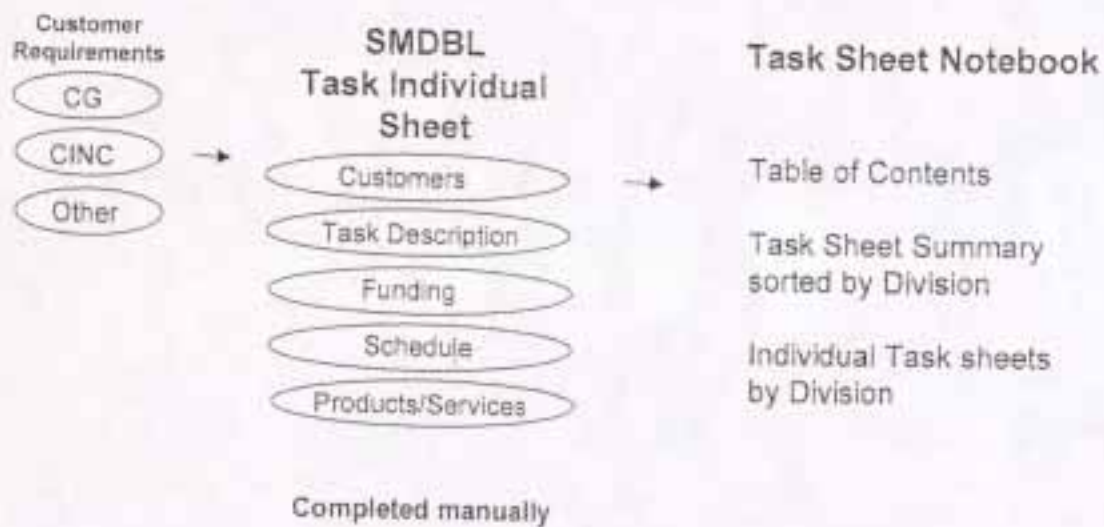 Customer
Requirements
CG
CINC
Other
SMDBL
Task Individual
Sheet
Customers
Task Description
Funding
Schedule
Products/Services
Completed manually
Task Sheet Notebook
Table of Contents
Task Sheet Summary
sorted by Division
Individual Task sheets
by Division